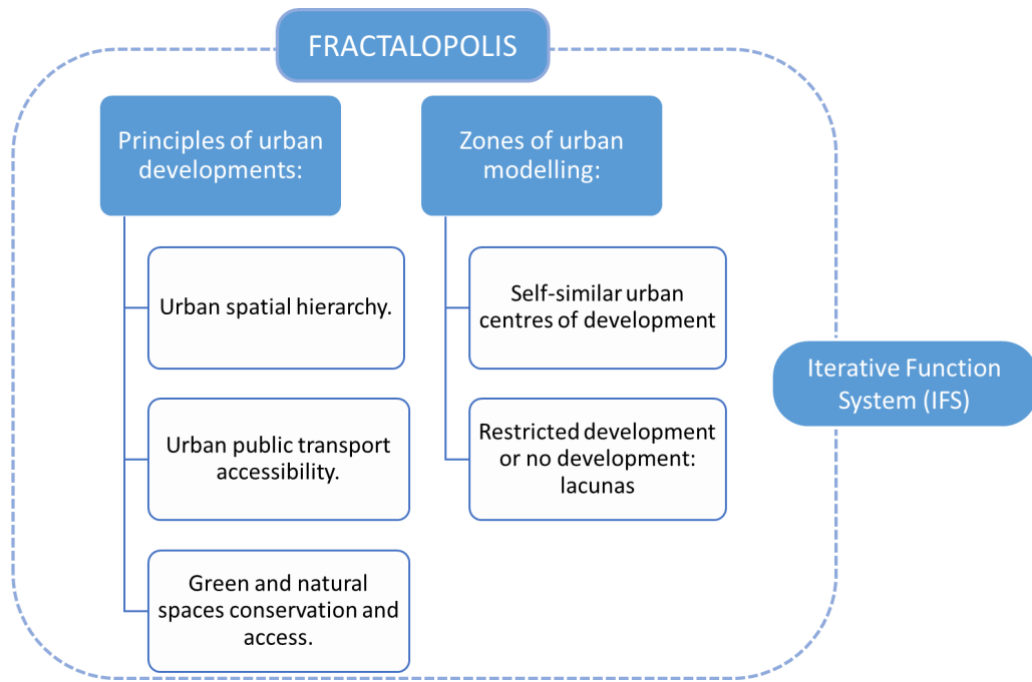 FRACTALOPOLIS
Principles of urban
developments:
Urban spatial hierarchy.
Urban public transport
accessibility.
Green and natural
spaces conservation and
access.
Zones of urban
modelling:
Self-similar urban
centres of development
Restricted development
or no development:
lacunas
Iterative Function
System (IFS)